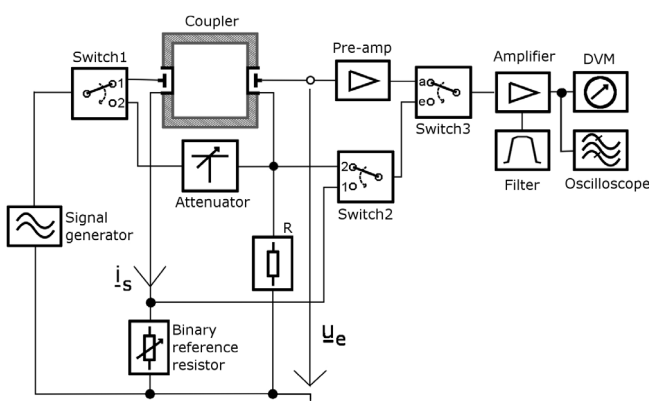 Coupler
Pre-amp
Amplifier
DVM
Switch1
1
2
a
e
Switch3
2
1
Switch2
Attenuator
Filter
Oscilloscope
Signal
generator
R
i_s
u_e
Binary
reference
resistor